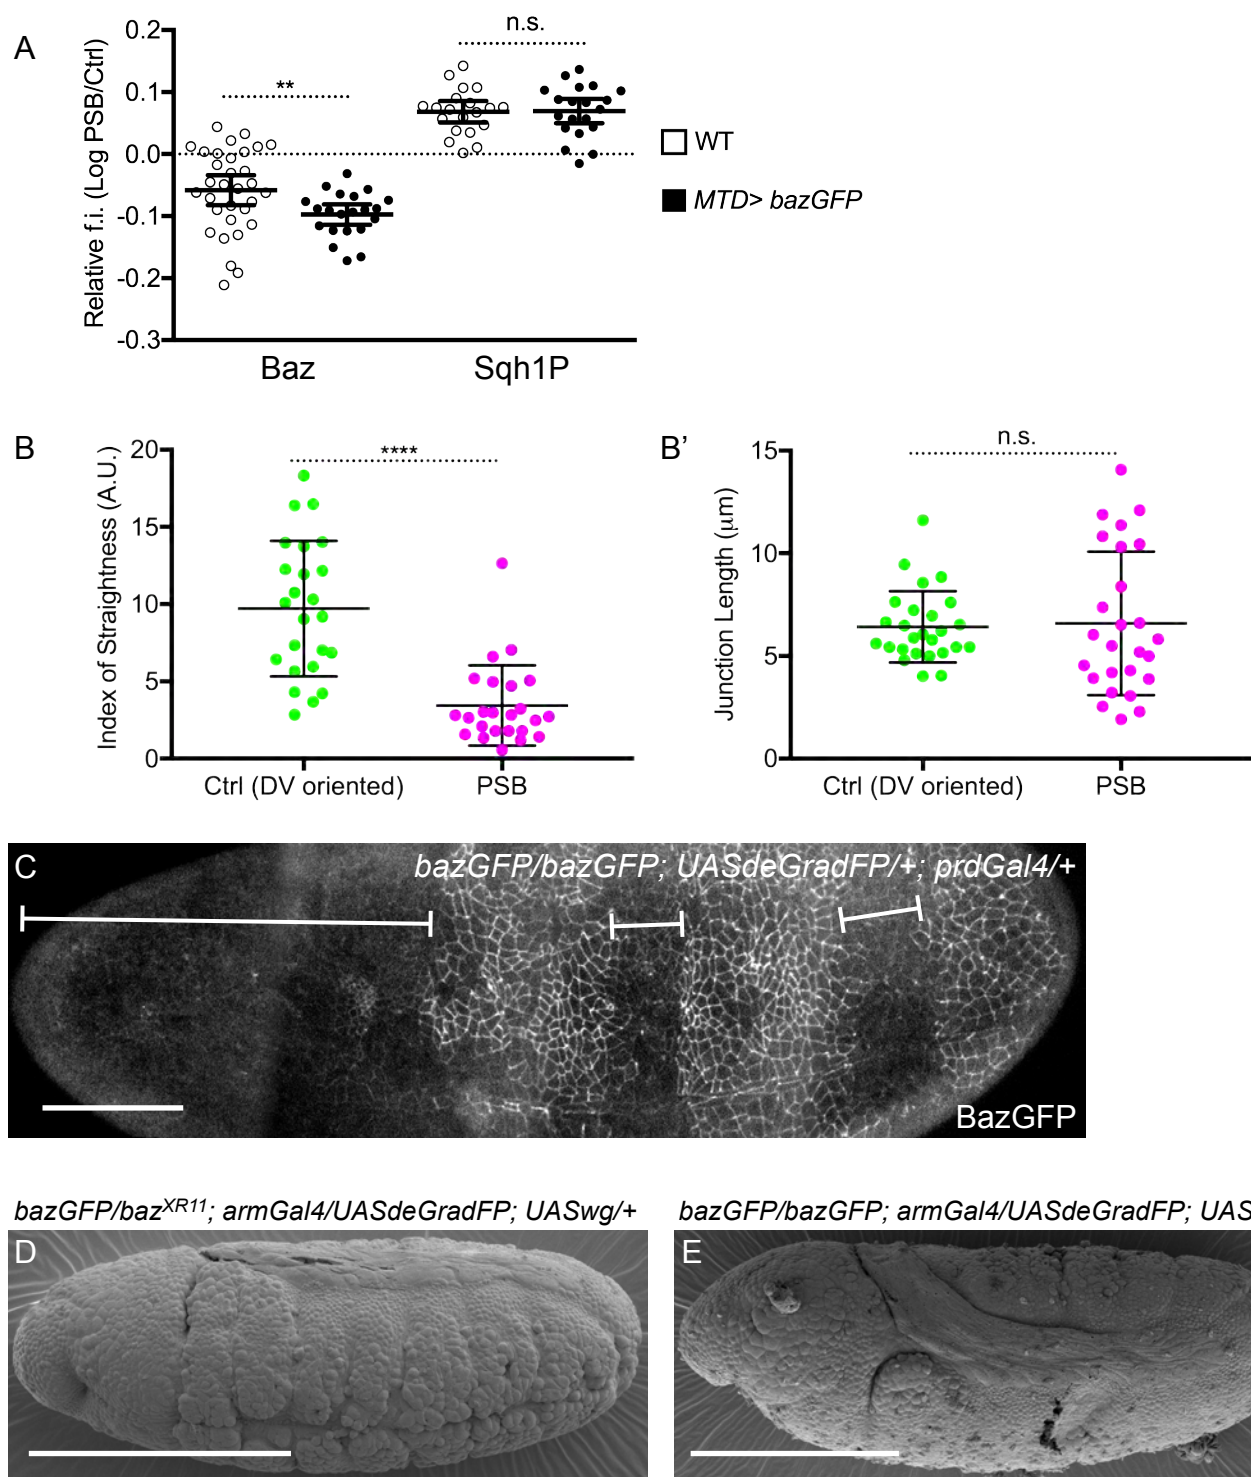 A
Relative f.i. (Log PSB/Ctrl)
0.2
0.1
0.0
-0.1
-0.2
-0.3
**
n.s.
Baz
Sqh1P
WT
MTD> bazGFP
B
Index of Straightness (A.U.)
20
15
10
5
0
****
Ctrl (DV oriented)
PSB
B’
Junction Length (μm)
15
10
5
0
n.s.
Ctrl (DV oriented)
PSB
C
bazGFP/bazGFP; UASdeGradFP/+; prdGal4/+
BazGFP
bazGFP/bazXR11; armGal4/UASdeGradFP; UASwg/+
D
bazGFP/bazGFP; armGal4/UASdeGradFP; UAS
E